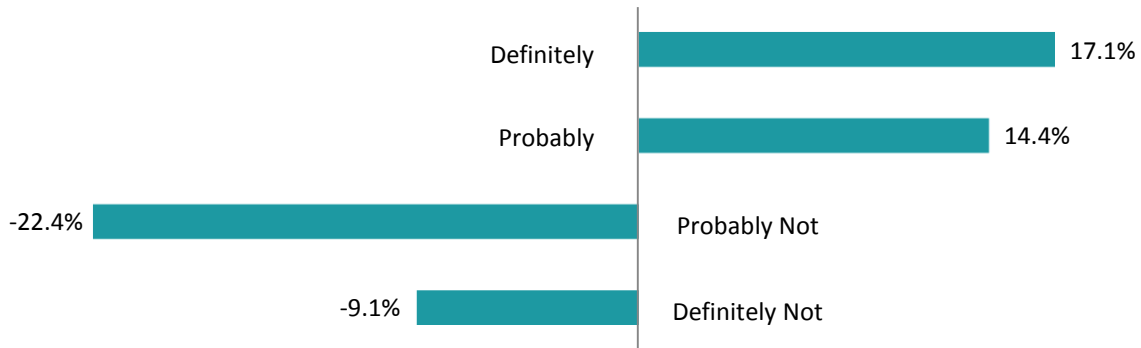 Definitely 17.1%
Probably 14.4%
-22.4% Probably Not
-9.1% Definitely Not